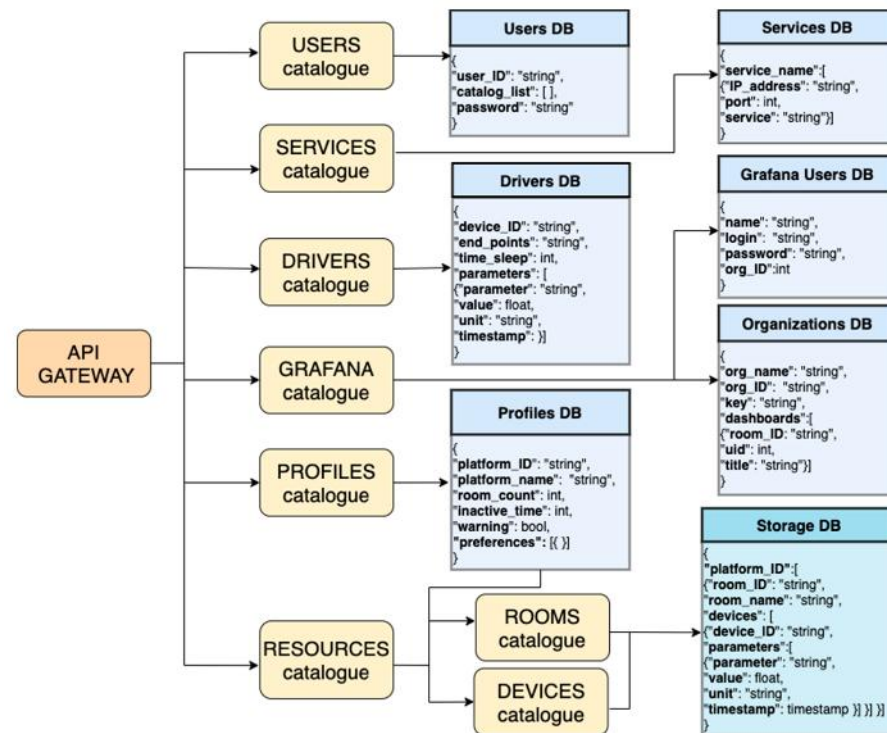 API
GATEWAY
USERS
catalogue
SERVICES
catalogue
DRIVERS
catalogue
GRAFANA
catalogue
PROFILES
catalogue
RESOURCES
catalogue
ROOMS
catalogue
DEVICES
catalogue
Users DB
{
"user_ID": "string",
"catalog_list": [ ],
"password": "string"
}
Drivers DB
{
"device_ID": "string",
"end_points": "string",
"time_sleep": int,
"parameters": [
{"parameter": "string",
"value": float,
"unit": "string",
"timestamp": }]
}
Profiles DB
{
"platform_ID": "string",
"platform_name":  "string",
"room_count": int,
"inactive_time": int,
"warning": bool,
"preferences": [{ }]
}
Services DB
{
"service_name":[
{"IP_address": "string",
"port": int,
"service": "string"}]
}
Grafana Users DB
{
"name": "string",
"login":  "string",
"password": "string",
"org_ID":int
}
Organizations DB
{
"org_name": "string",
"org_ID":  "string",
"key": "string",
"dashboards":[
{"room_ID": "string",
"uid": int,
"title": "string"}]
}
Storage DB
{
"platform_ID":[
{"room_ID": "string",
"room_name": "string",
"devices": [
{"device_ID": "string",
"parameters":[
{"parameter": "string",
"value": float,
"unit": "string",
"timestamp": timestamp }] }] }]
}